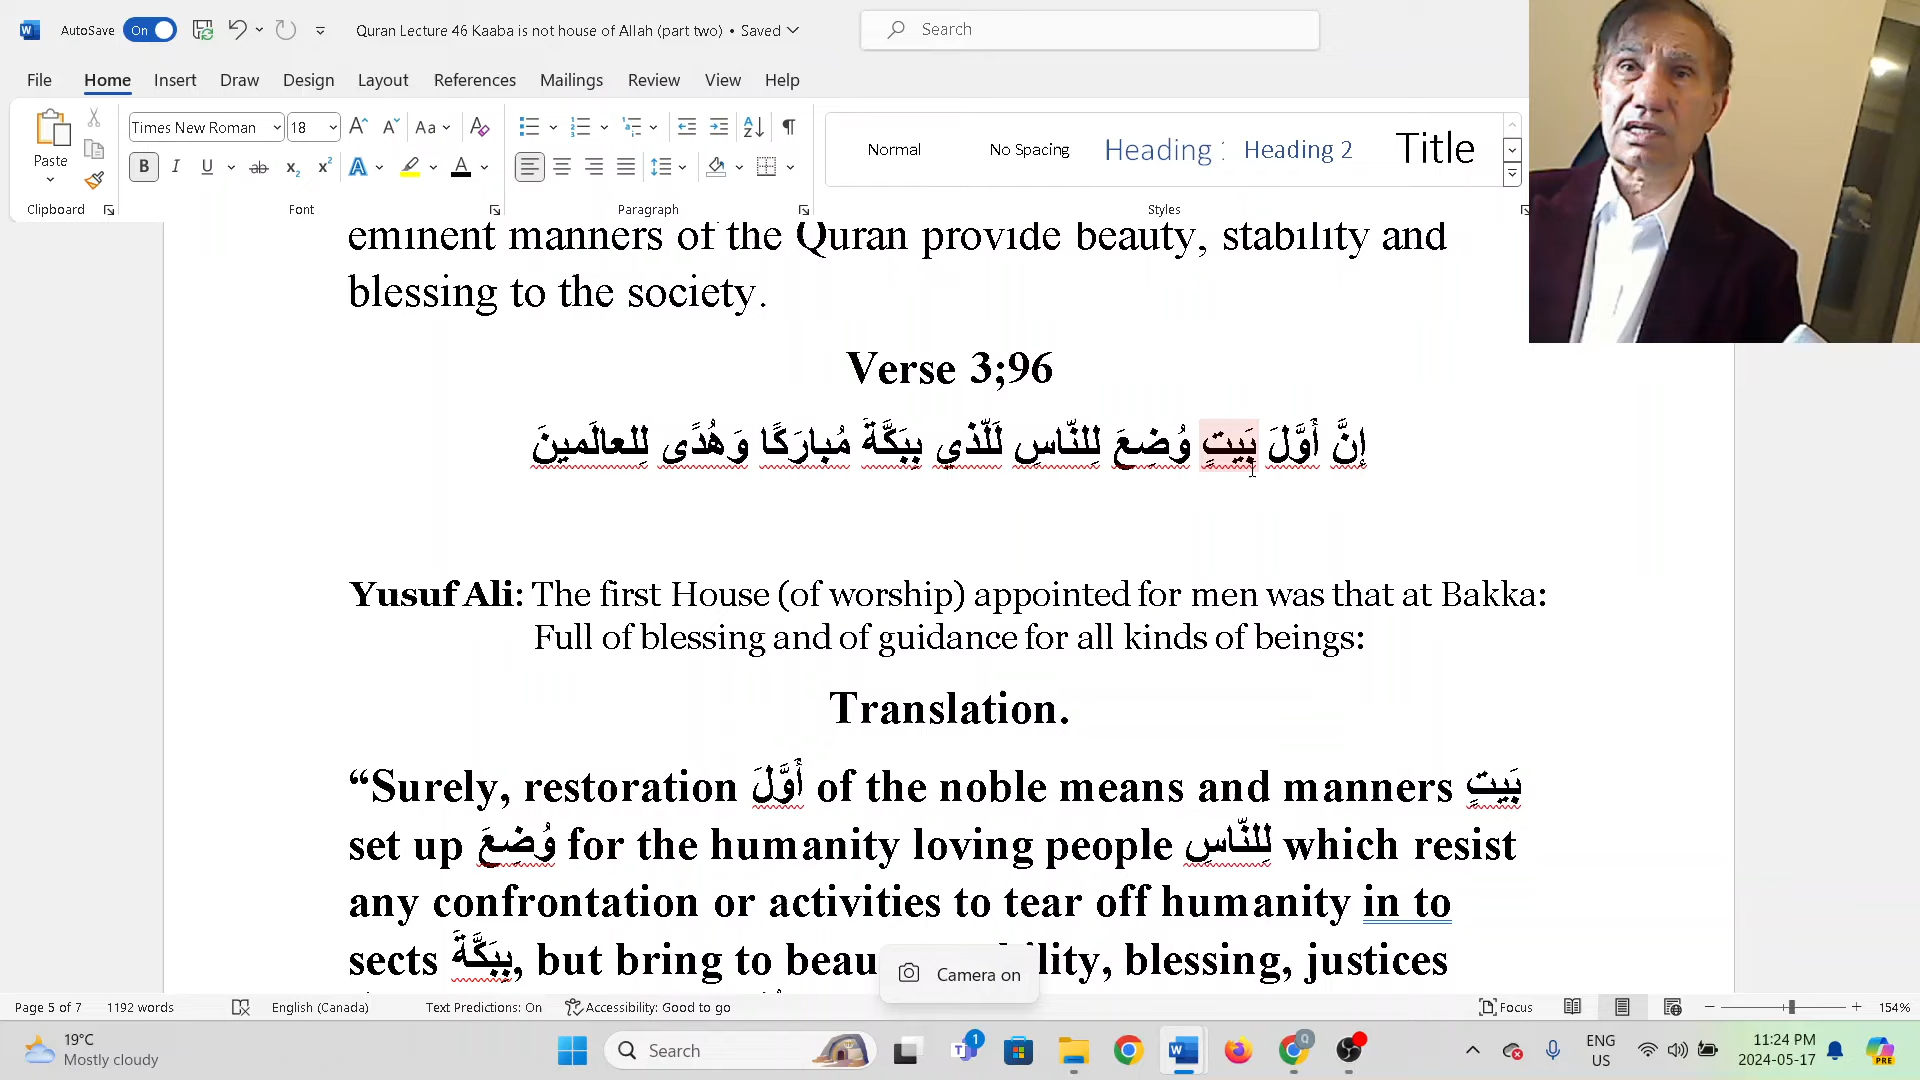 AutoSave On Quran Lecture 46 Kaaba is not house of Allah (part two) • Saved Search
File Home Insert Draw Design Layout References Mailings Review View Help
Paste Times New Roman 18 Aa Normal No Spacing Heading 1 Heading 2 Title
Clipboard Font Paragraph Styles
eminent manners of the Quran provide beauty, stability and
blessing to the society.
Verse 3;96
إِنَّ أَوَّلَ بَيتٍ وُضِعَ لِلنّاسِ لَلَّذي بِبَكَّةَ مُبارَكًا وَهُدًى لِلعالَمينَ
Yusuf Ali: The first House (of worship) appointed for men was that at Bakka:
Full of blessing and of guidance for all kinds of beings:
Translation.
“Surely, restoration أَوَّلَ of the noble means and manners بَيتٍ
set up وُضِعَ for the humanity loving people لِلنّاسِ which resist
any confrontation or activities to tear off humanity in to
sects بِبَكَّةَ, but bring to blessing, justices
Camera on
Page 5 of 7 1192 words English (Canada) Text Predictions: On Accessibility: Good to go Focus 154%
19°C
Mostly cloudy
Search
1
ENG
US
11:24 PM
2024-05-17
PRE